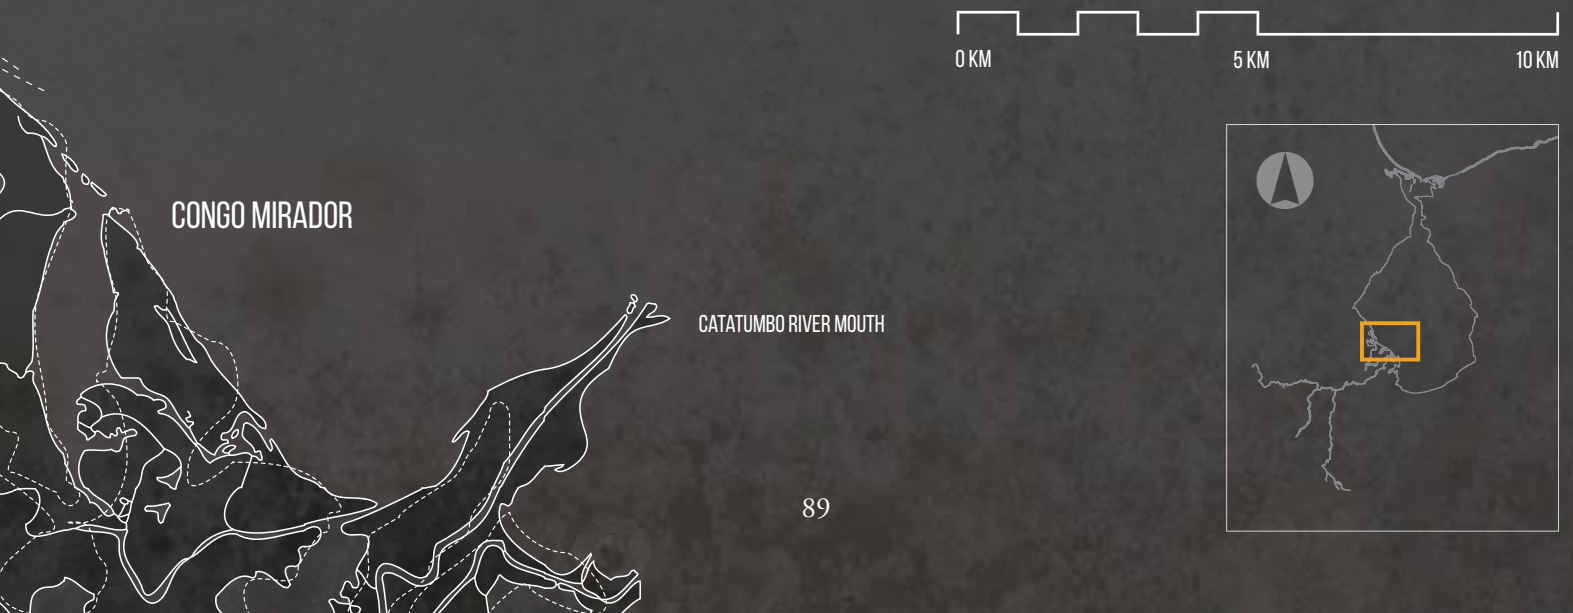 0 KM
5 KM
10 KM
CONGO MIRADOR
CATATUMBO RIVER MOUTH
89